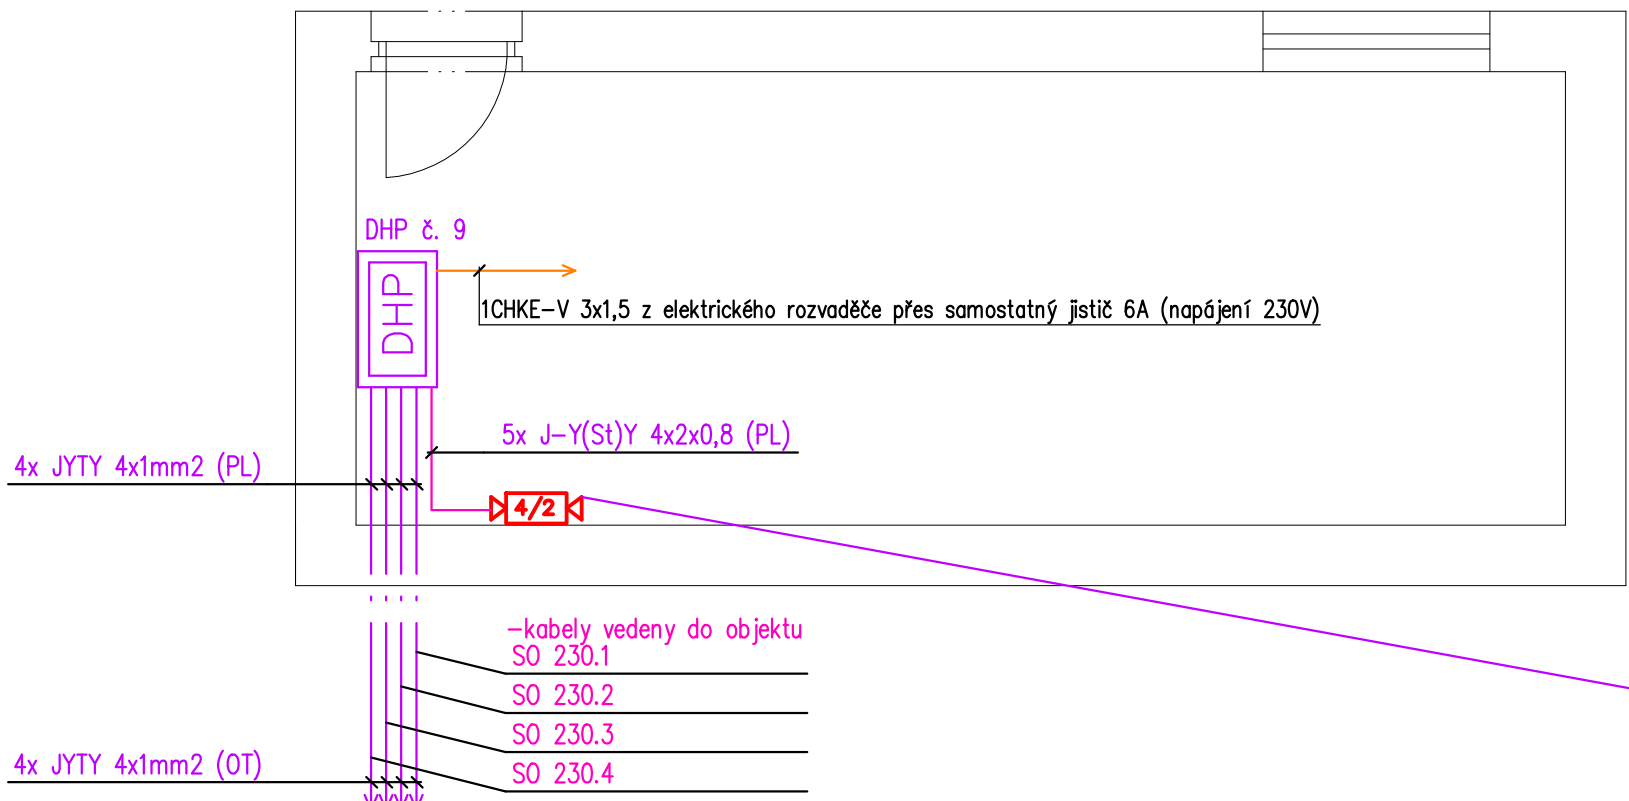 DHP č. 9
DHP
1CHKE-V 3x1,5 z elektrického rozvaděče přes samostatný jistič 6A (napájení 230V)
5x J-Y(St)Y 4x2x0,8 (PL)
4x JYTY 4x1mm2 (PL)
4/2
-kabely vedeny do objektu
SO 230.1
SO 230.2
SO 230.3
SO 230.4
4x JYTY 4x1mm2 (OT)